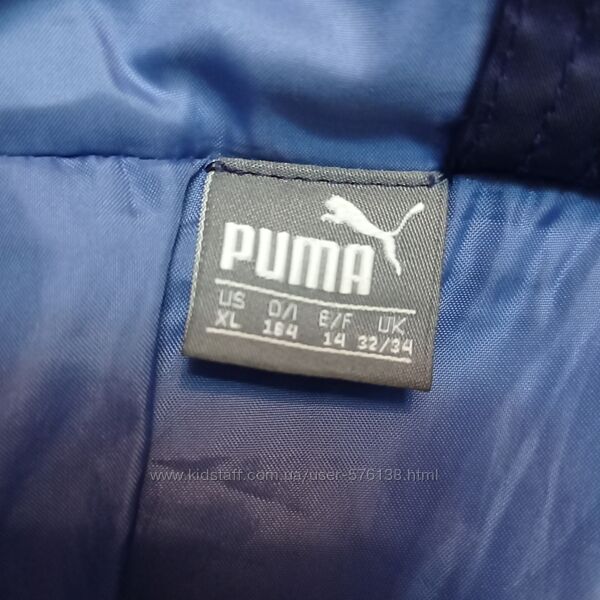 PUMA
US D/I E/F UK
XL 164 14 32/34
www.kidstaff.com.ua/user-576138.html